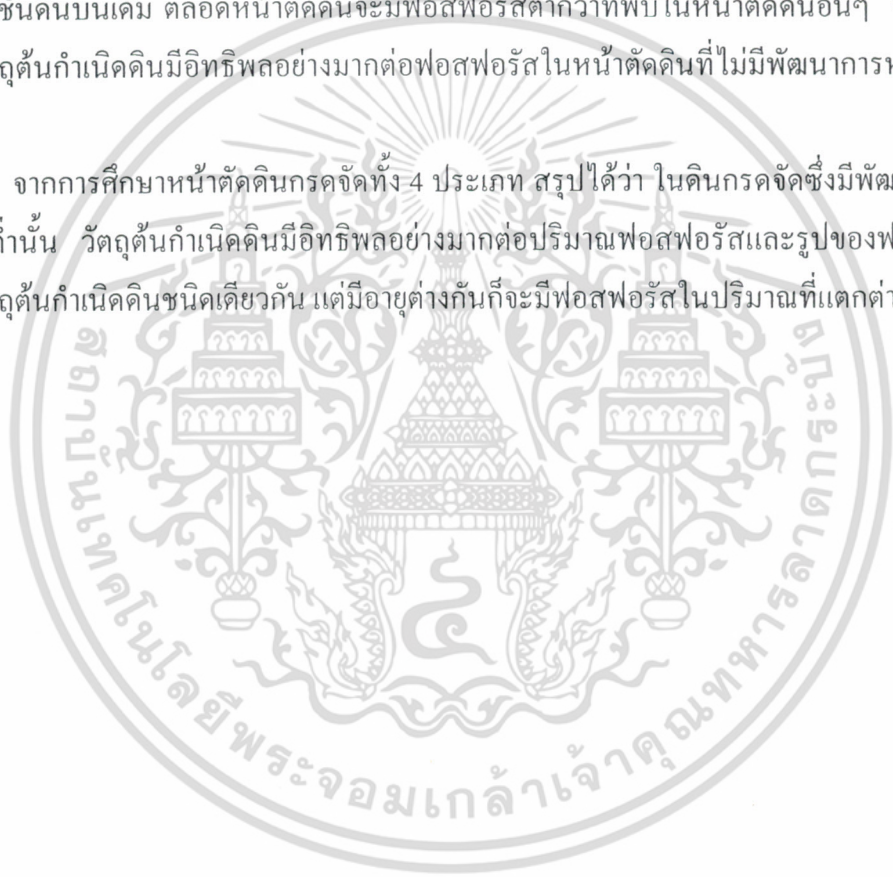 ชั้นดินบนเดิม ตลอดหน้าตัดดินจะมีฟอสฟอรัสต่ำกว่าที่พบในหน้าตัดดินอื่นๆ
ถุต้นกำเนิดดินมีอิทธิพลอย่างมากต่อฟอสฟอรัสในหน้าตัดดินที่ไม่มีพัฒนาการห
จากการศึกษาหน้าตัดดินกรดจัดทั้ง 4 ประเภท สรุปได้ว่า ในดินกรดจัดซึ่งมีพัฒ
ท่านั้น วัตถุต้นกำเนิดดินมีอิทธิพลอย่างมากต่อปริมาณฟอสฟอรัสและรูปของฟ
ถุต้นกำเนิดดินชนิดเดียวกัน แต่มีอายุต่างกันก็จะมีฟอสฟอรัสในปริมาณที่แตกต่า
สถาบันเทคโนโลยีพระจอมเกล้าเจ้าคุณทหารลาดกระบัง
๔